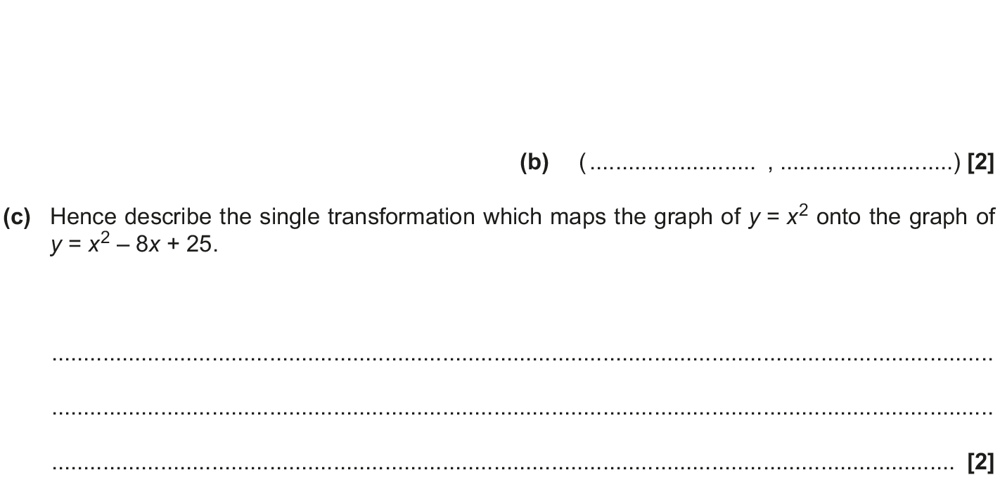 (b) (.......................... , ...........................) [2]
(c) Hence describe the single transformation which maps the graph of y = x² onto the graph of
y = x² – 8x + 25.
...................................................................................................................................................
...................................................................................................................................................
............................................................................................................................................. [2]